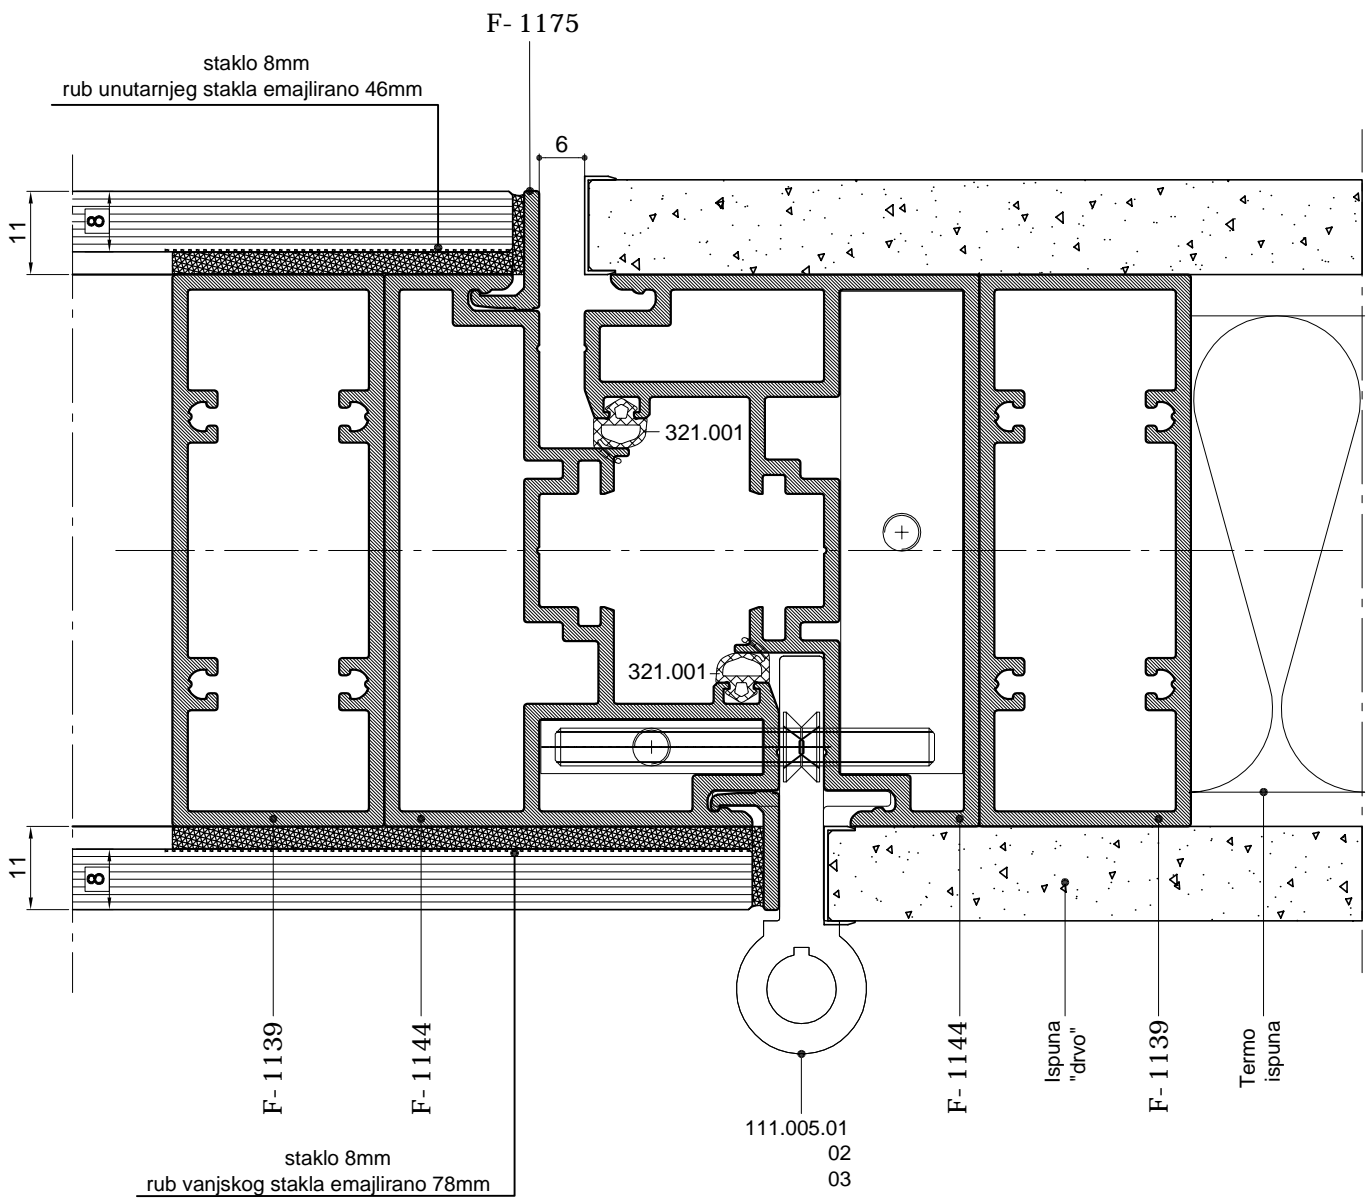 F- 1175
staklo 8mm
rub unutarnjeg stakla emajlirano 46mm
6
11
8
321.001
321.001
11
8
F- 1139
F- 1144
F- 1144
Ispuna
"drvo"
F- 1139
Termo
ispuna
111.005.01
02
03
staklo 8mm
rub vanjskog stakla emajlirano 78mm